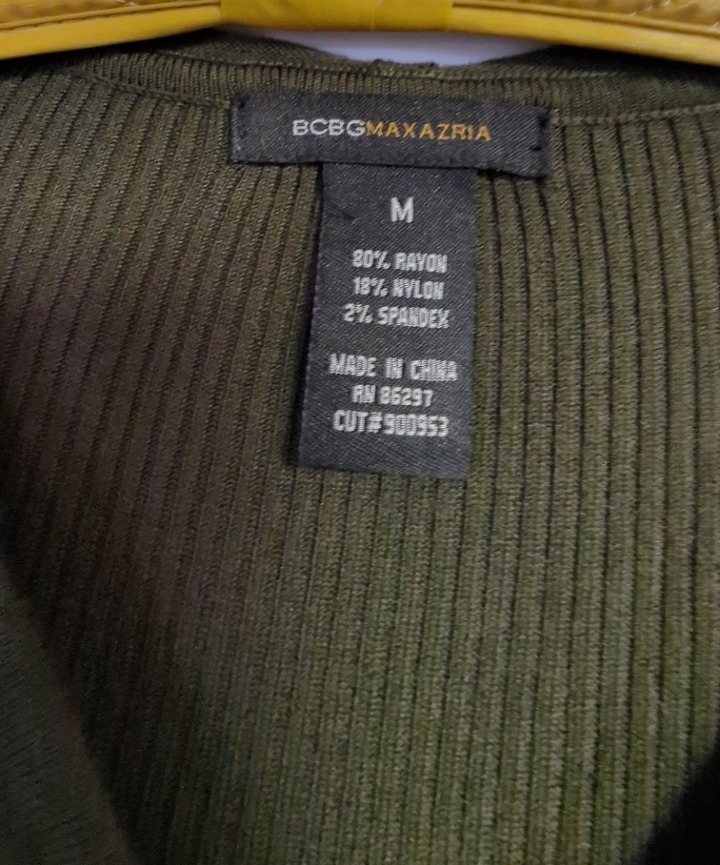 BCBGMAXAZRIA
M
80% RAYON
18% NYLON
2% SPANDEX
MADE IN CHINA
RN 86297
CUT#900953